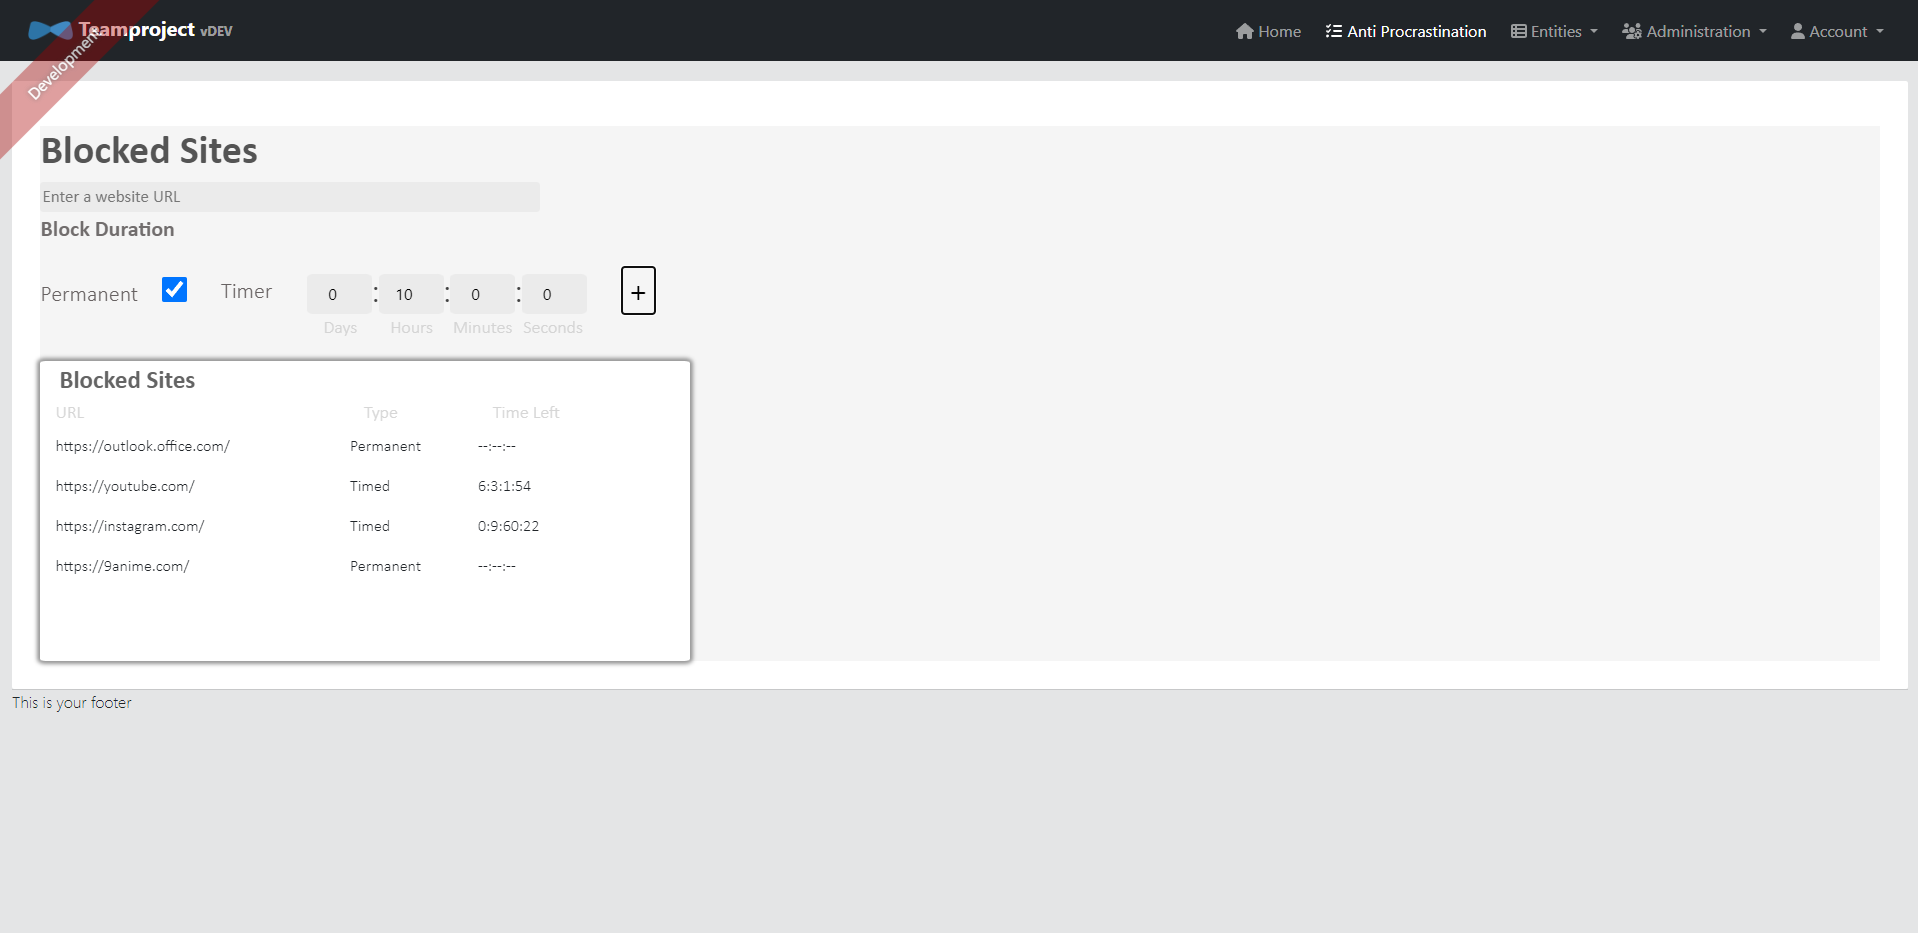 Teamproject vDEV
Home
Anti Procrastination
Entities
Administration
Account
Development
Blocked Sites
Enter a website URL
Block Duration
Permanent
Timer
0 : 10 : 0 : 0
+
Days Hours Minutes Seconds
Blocked Sites
URL Type Time Left
https://outlook.office.com/ Permanent --:--:--
https://youtube.com/ Timed 6:3:1:54
https://instagram.com/ Timed 0:9:60:22
https://9anime.com/ Permanent --:--:--
This is your footer